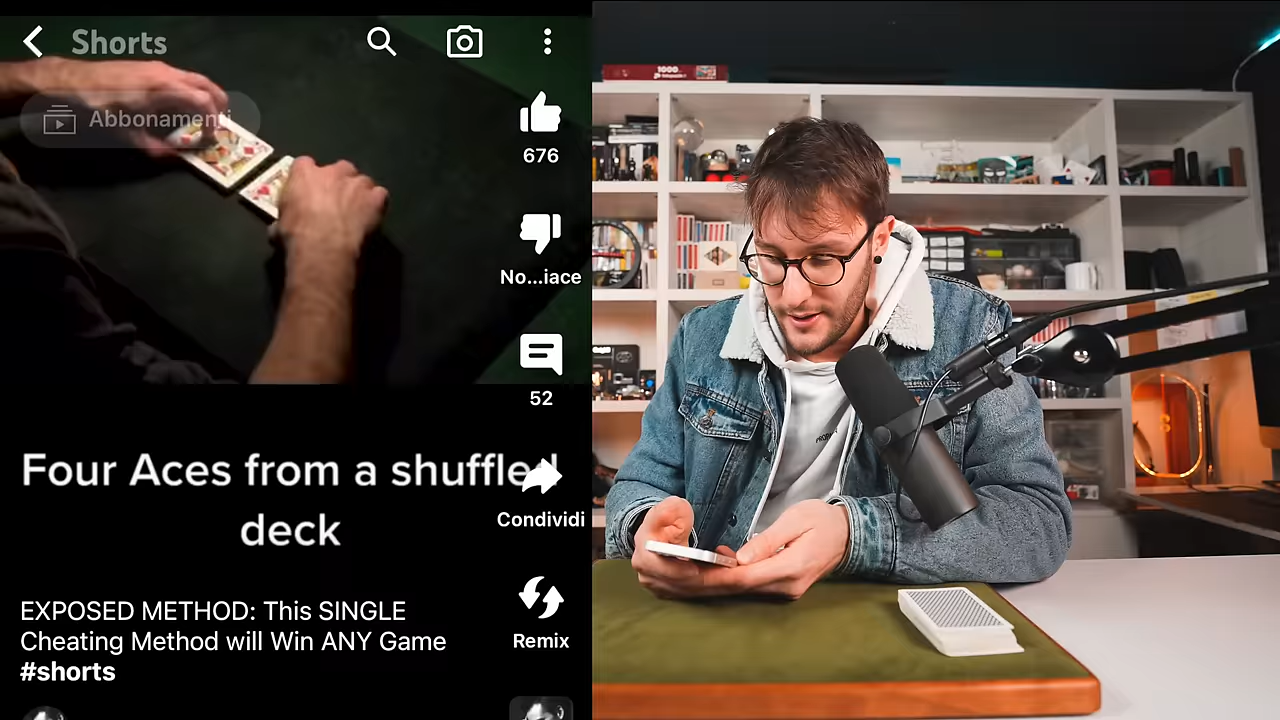 Shorts
Abbonamenti
676
No...iace
52
Four Aces from a shuffled
deck
Condividi
EXPOSED METHOD: This SINGLE
Cheating Method will Win ANY Game
#shorts
Remix
1000